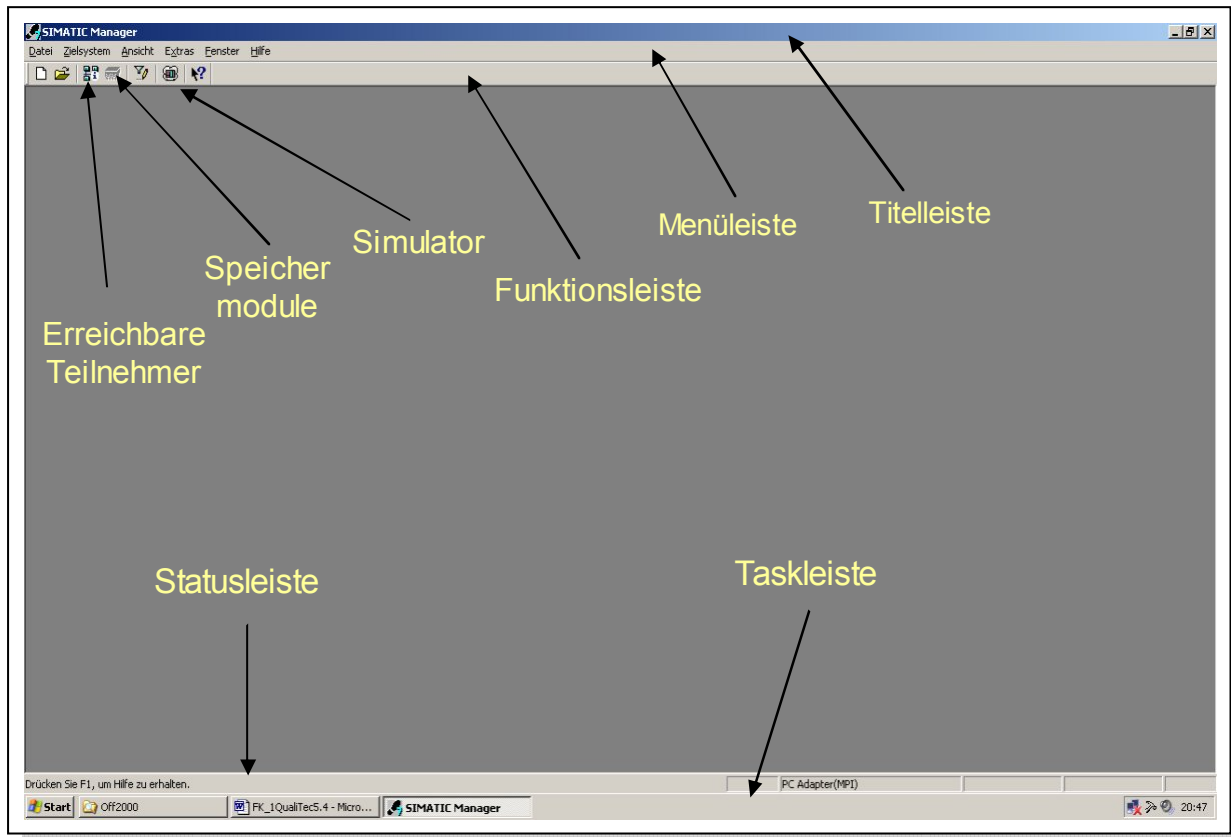 SIMATIC Manager
Datei Zielsystem Ansicht Extras Fenster Hilfe
Titelleiste
Menüleiste
Simulator
Speicher
module
Funktionsleiste
Erreichbare
Teilnehmer
Statusleiste
Taskleiste
Drücken Sie F1, um Hilfe zu erhalten.
PC Adapter(MPI)
Start
Off2000
FK_1QualiTec5.4 - Micro...
SIMATIC Manager
20:47